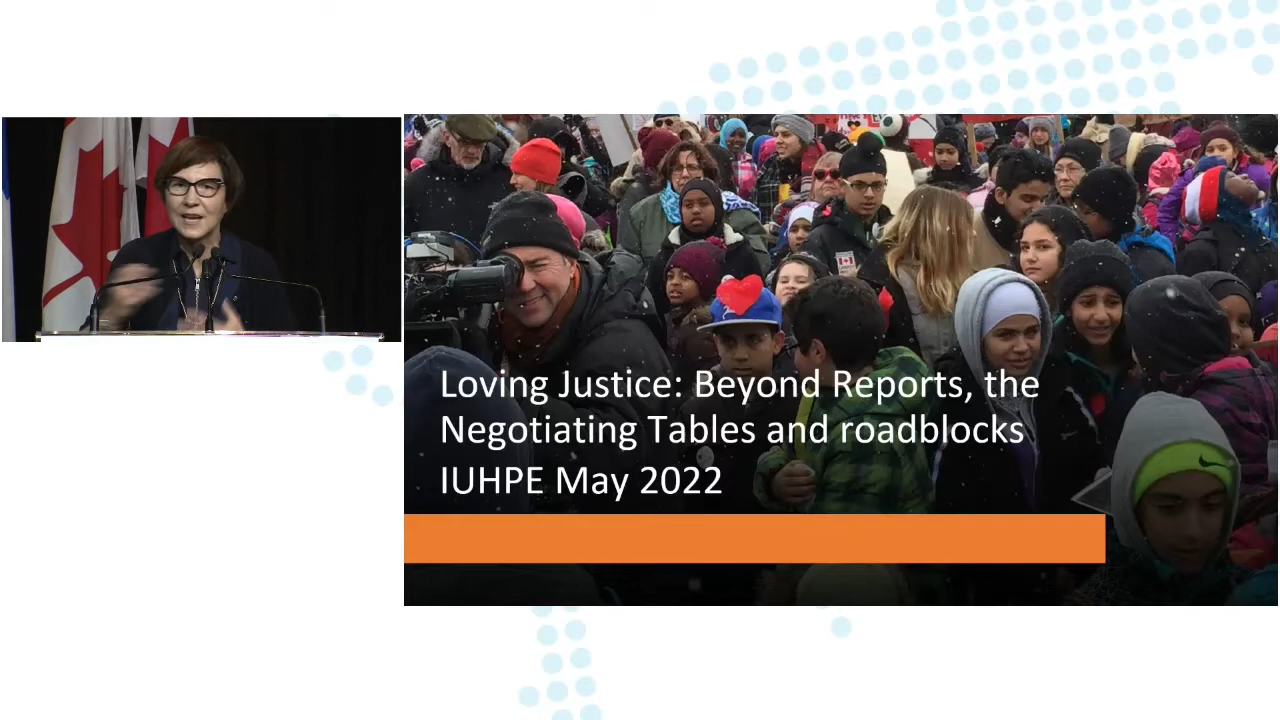 Loving Justice: Beyond Reports, the
Negotiating Tables and roadblocks
IUHPE May 2022